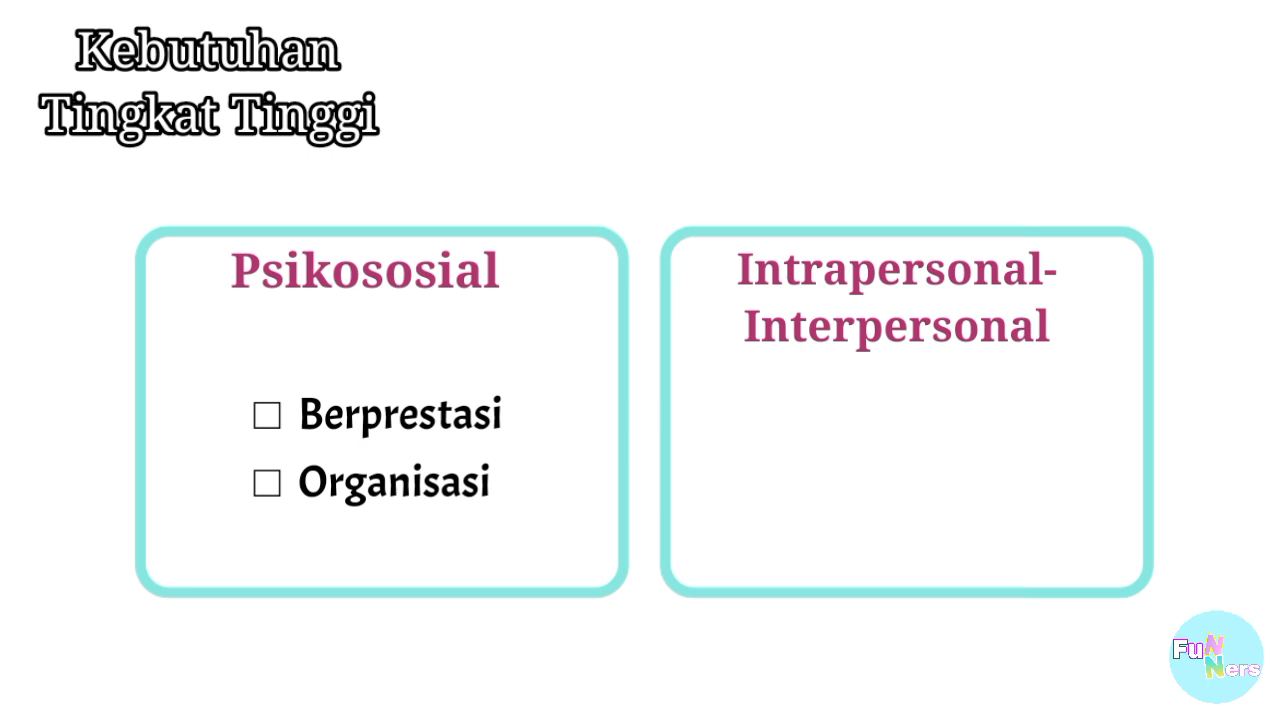 Kebutuhan
Tingkat Tinggi
Psikososial
☐ Berprestasi
☐ Organisasi
Intrapersonal-
Interpersonal
FuN
Ners